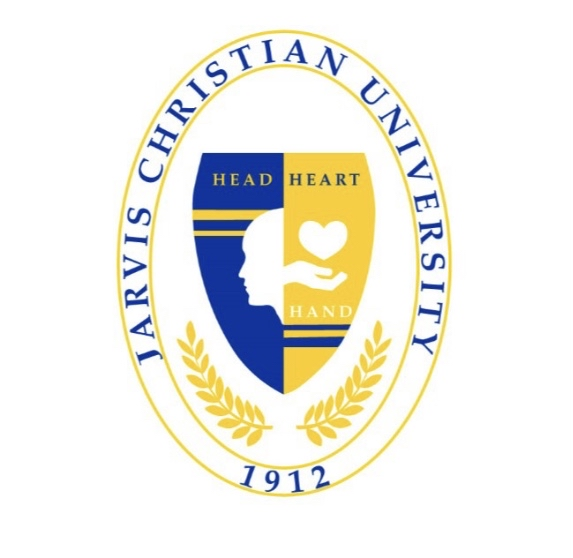 JARVIS CHRISTIAN UNIVERSITY
HEAD HEART
HAND
1912